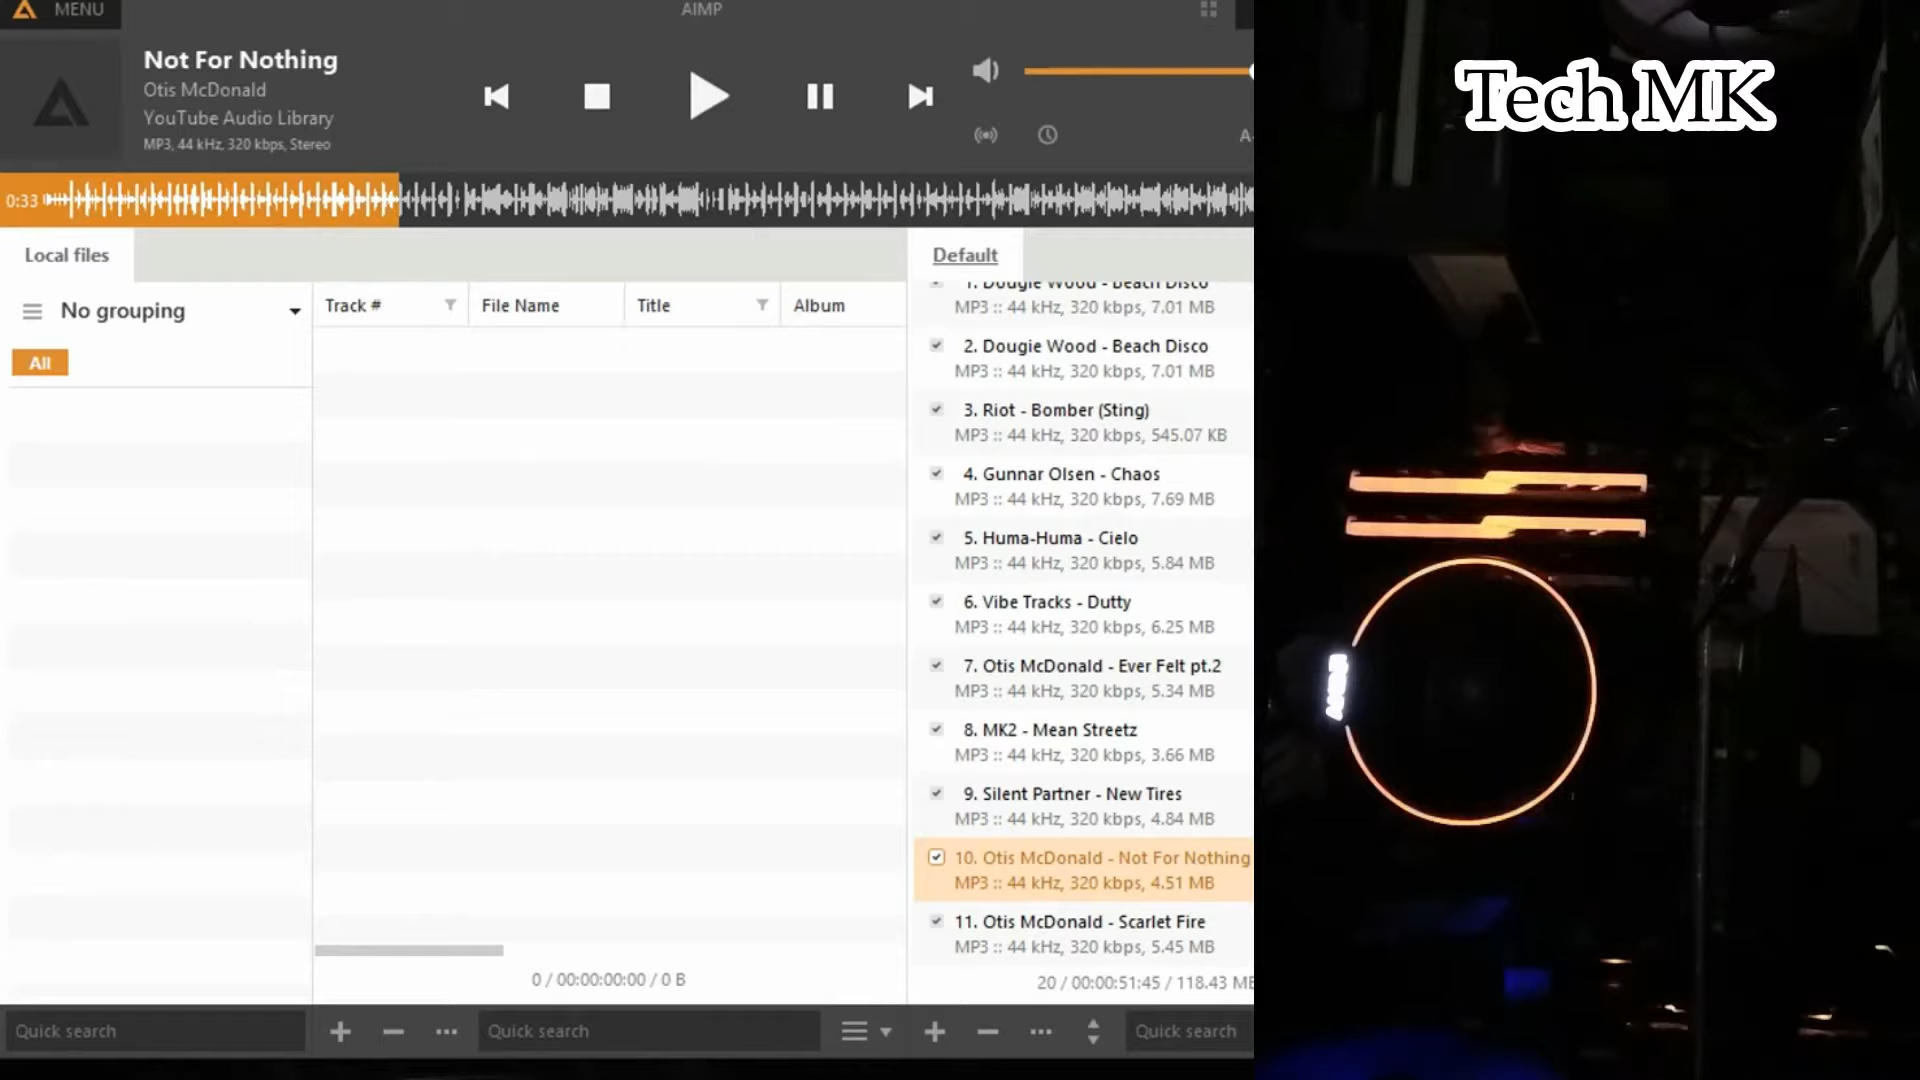 MENU
AIMP
Not For Nothing
Otis McDonald
YouTube Audio Library
MP3, 44 kHz, 320 kbps, Stereo
A-
0:33
Local files
No grouping
All
Track #
File Name
Title
Album
0 / 00:00:00:00 / 0 B
Default
1. Dougie Wood - Beach Disco
MP3 :: 44 kHz, 320 kbps, 7.01 MB
2. Dougie Wood - Beach Disco
MP3 :: 44 kHz, 320 kbps, 7.01 MB
3. Riot - Bomber (Sting)
MP3 :: 44 kHz, 320 kbps, 545.07 KB
4. Gunnar Olsen - Chaos
MP3 :: 44 kHz, 320 kbps, 7.69 MB
5. Huma-Huma - Cielo
MP3 :: 44 kHz, 320 kbps, 5.84 MB
6. Vibe Tracks - Dutty
MP3 :: 44 kHz, 320 kbps, 6.25 MB
7. Otis McDonald - Ever Felt pt.2
MP3 :: 44 kHz, 320 kbps, 5.34 MB
8. MK2 - Mean Streetz
MP3 :: 44 kHz, 320 kbps, 3.66 MB
9. Silent Partner - New Tires
MP3 :: 44 kHz, 320 kbps, 4.84 MB
10. Otis McDonald - Not For Nothing
MP3 :: 44 kHz, 320 kbps, 4.51 MB
11. Otis McDonald - Scarlet Fire
MP3 :: 44 kHz, 320 kbps, 5.45 MB
20 / 00:00:51:45 / 118.43 MB
Quick search
Quick search
Quick search
Tech MK